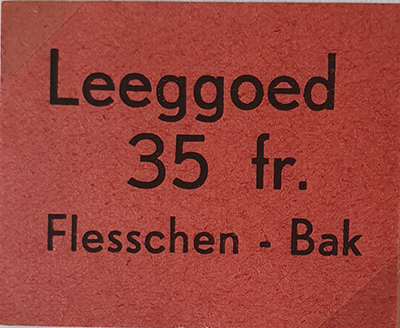 Leeggoed
35 fr.
Flesschen - Bak